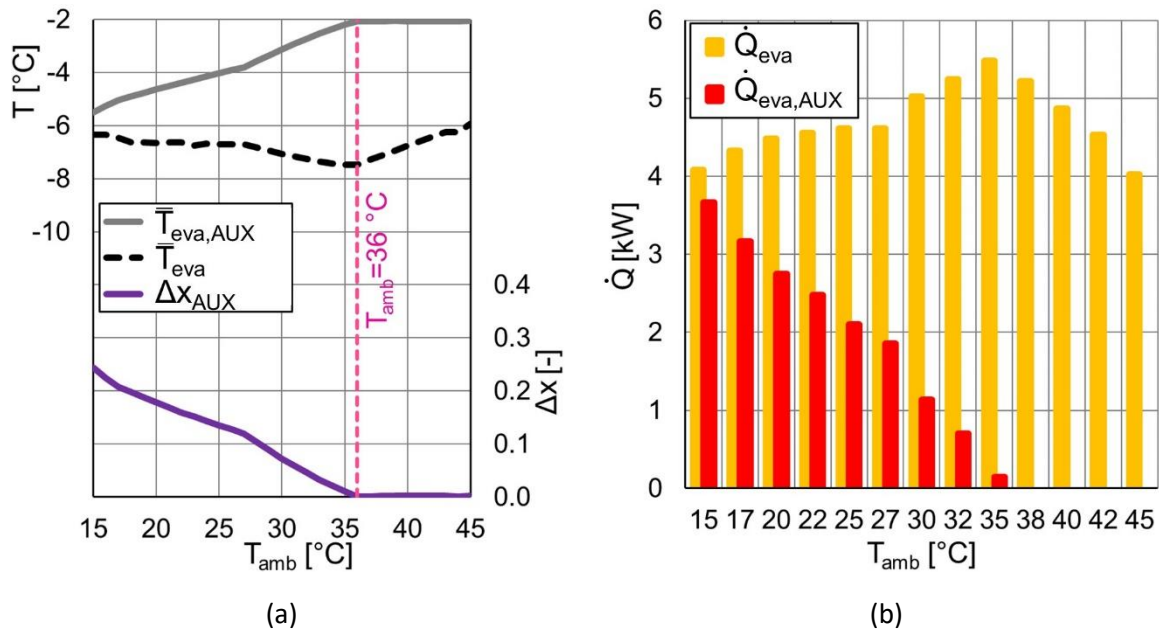 -2
-4
-6
-8
-10
T [°C]
T̿eva,AUX
T̿eva
ΔxAUX
Tamb=36 °C
0.4
0.3
0.2
0.1
0.0
Δx [-]
15 20 25 30 35 40 45
Tamb [°C]
(a)
6
5
4
3
2
1
0
Q̇ [kW]
Q̇eva
Q̇eva,AUX
15 17 20 22 25 27 30 32 35 38 40 42 45
Tamb [°C]
(b)